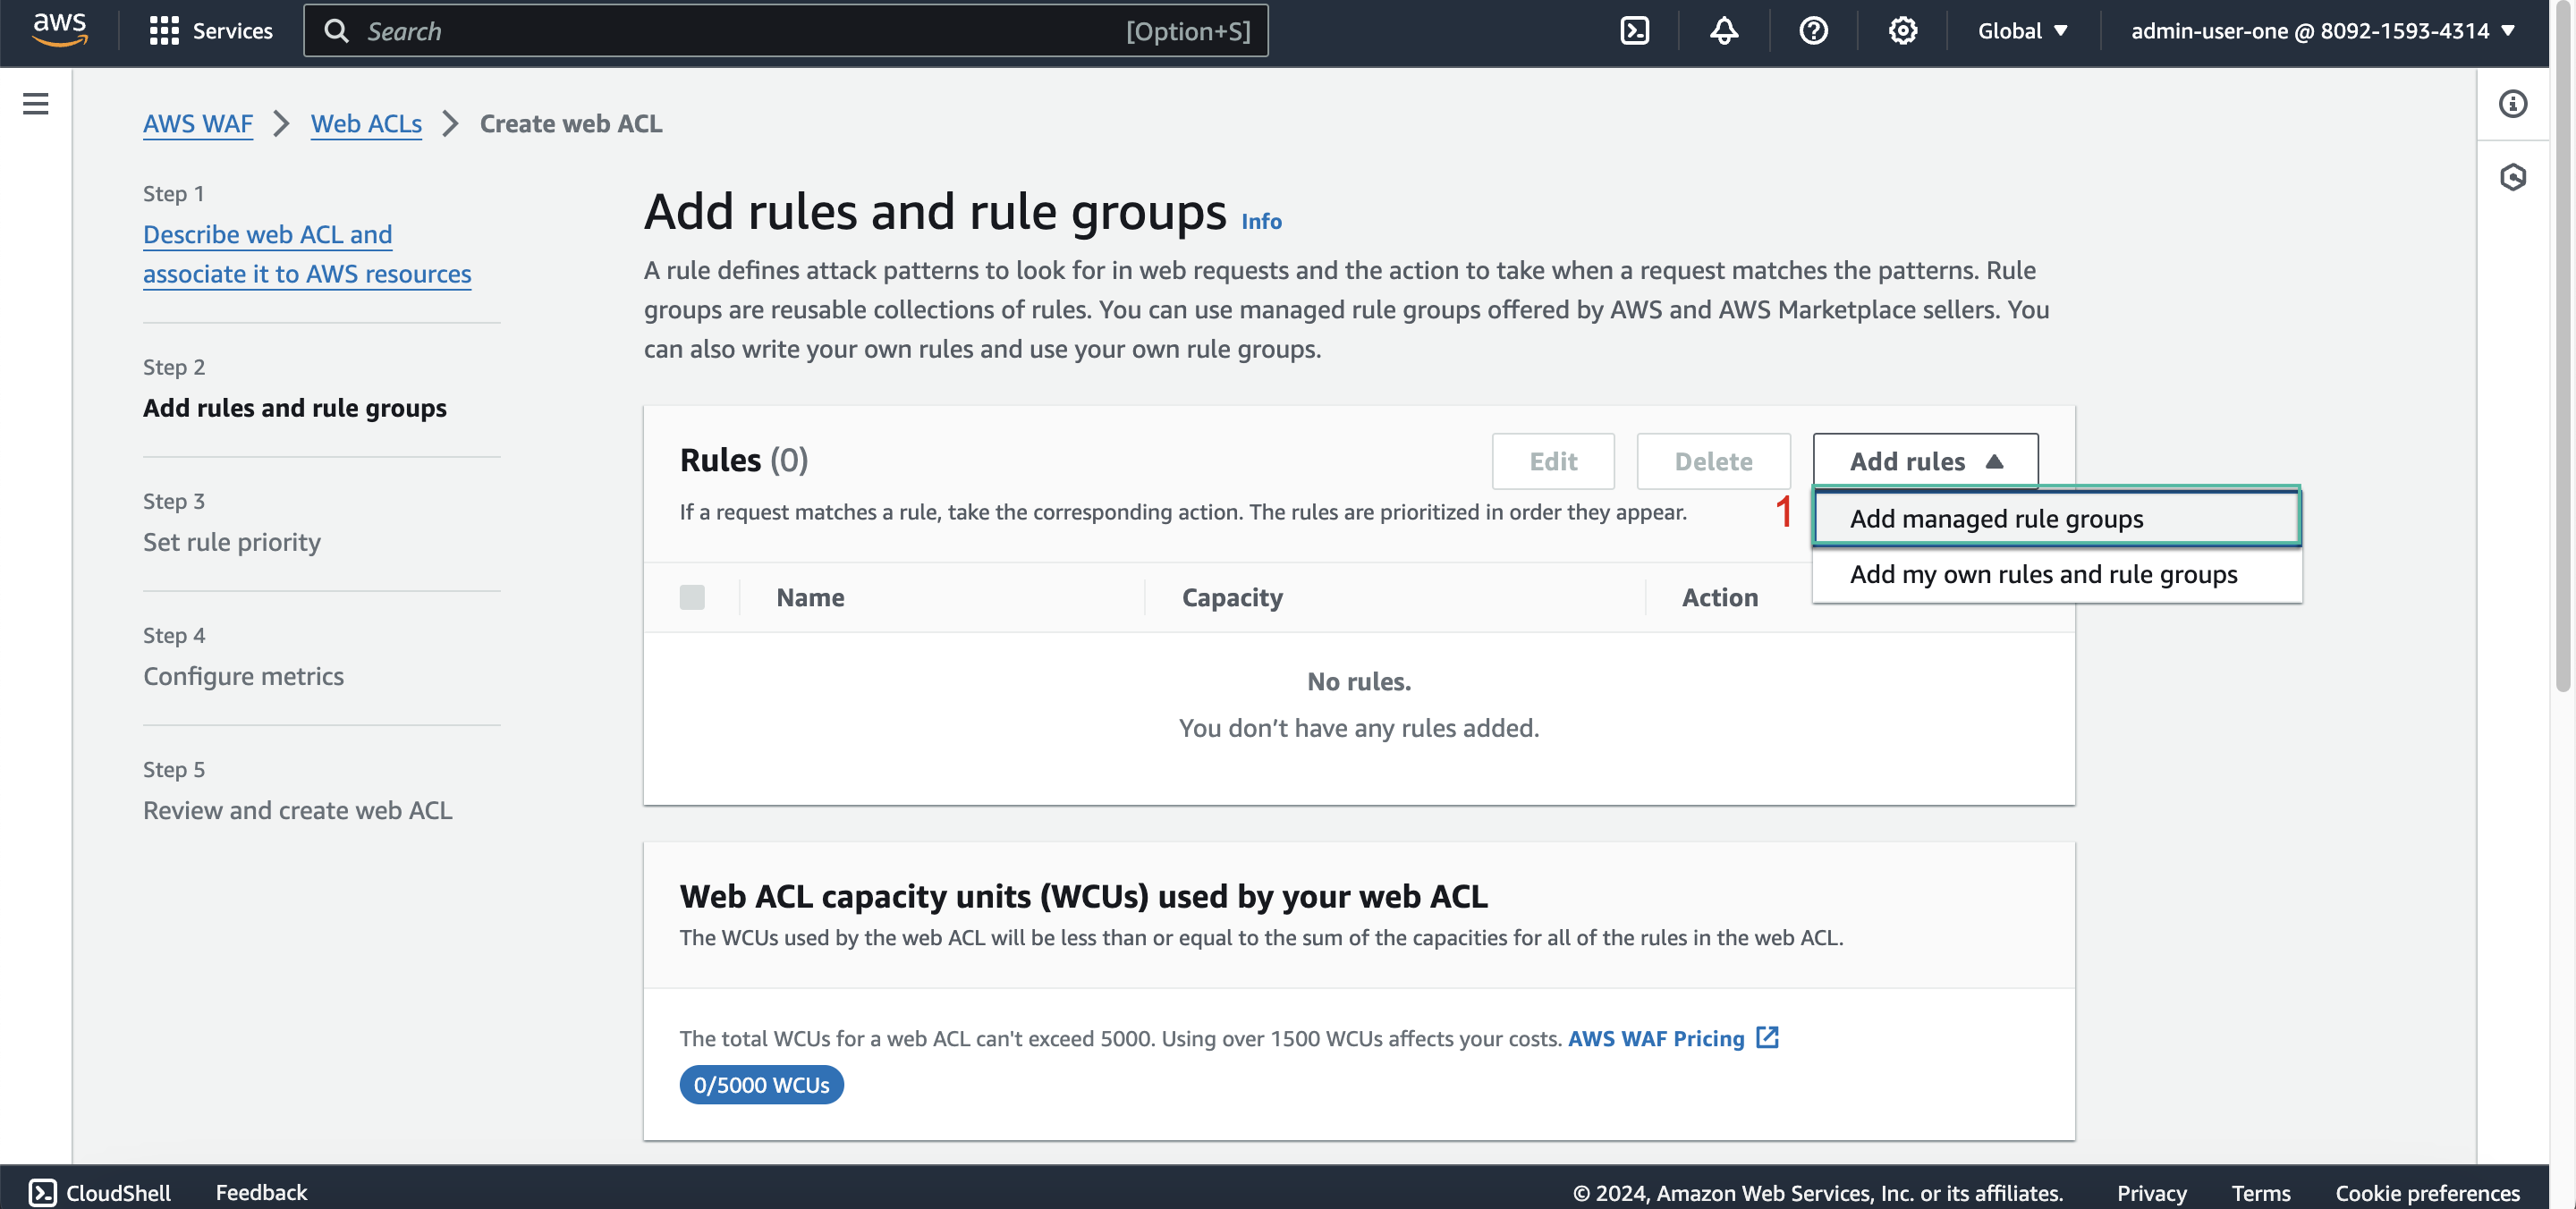 aws
Services
Search
[Option+S]
Global
admin-user-one @ 8092-1593-4314
AWS WAF
Web ACLs
Create web ACL
Step 1
Describe web ACL and
associate it to AWS resources
Step 2
Add rules and rule groups
Step 3
Set rule priority
Step 4
Configure metrics
Step 5
Review and create web ACL
Add rules and rule groups Info
A rule defines attack patterns to look for in web requests and the action to take when a request matches the patterns. Rule
groups are reusable collections of rules. You can use managed rule groups offered by AWS and AWS Marketplace sellers. You
can also write your own rules and use your own rule groups.
Rules (0)
Edit
Delete
Add rules
If a request matches a rule, take the corresponding action. The rules are prioritized in order they appear.
1
Add managed rule groups
Add my own rules and rule groups
Name
Capacity
Action
No rules.
You don’t have any rules added.
Web ACL capacity units (WCUs) used by your web ACL
The WCUs used by the web ACL will be less than or equal to the sum of the capacities for all of the rules in the web ACL.
The total WCUs for a web ACL can't exceed 5000. Using over 1500 WCUs affects your costs. AWS WAF Pricing
0/5000 WCUs
CloudShell
Feedback
© 2024, Amazon Web Services, Inc. or its affiliates.
Privacy
Terms
Cookie preferences